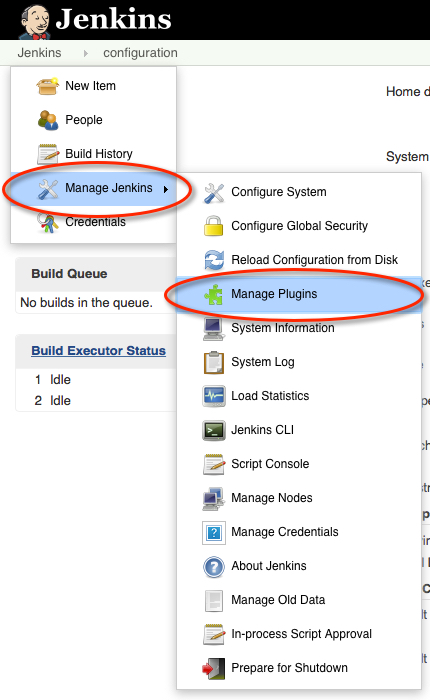 Jenkins
Jenkins configuration
New Item
People
Build History
Manage Jenkins
Credentials
Build Queue
No builds in the queue.
Build Executor Status
1 Idle
2 Idle
Configure System
Configure Global Security
Reload Configuration from Disk
Manage Plugins
System Information
System Log
Load Statistics
Jenkins CLI
Script Console
Manage Nodes
Manage Credentials
About Jenkins
Manage Old Data
In-process Script Approval
Prepare for Shutdown
Home d
System